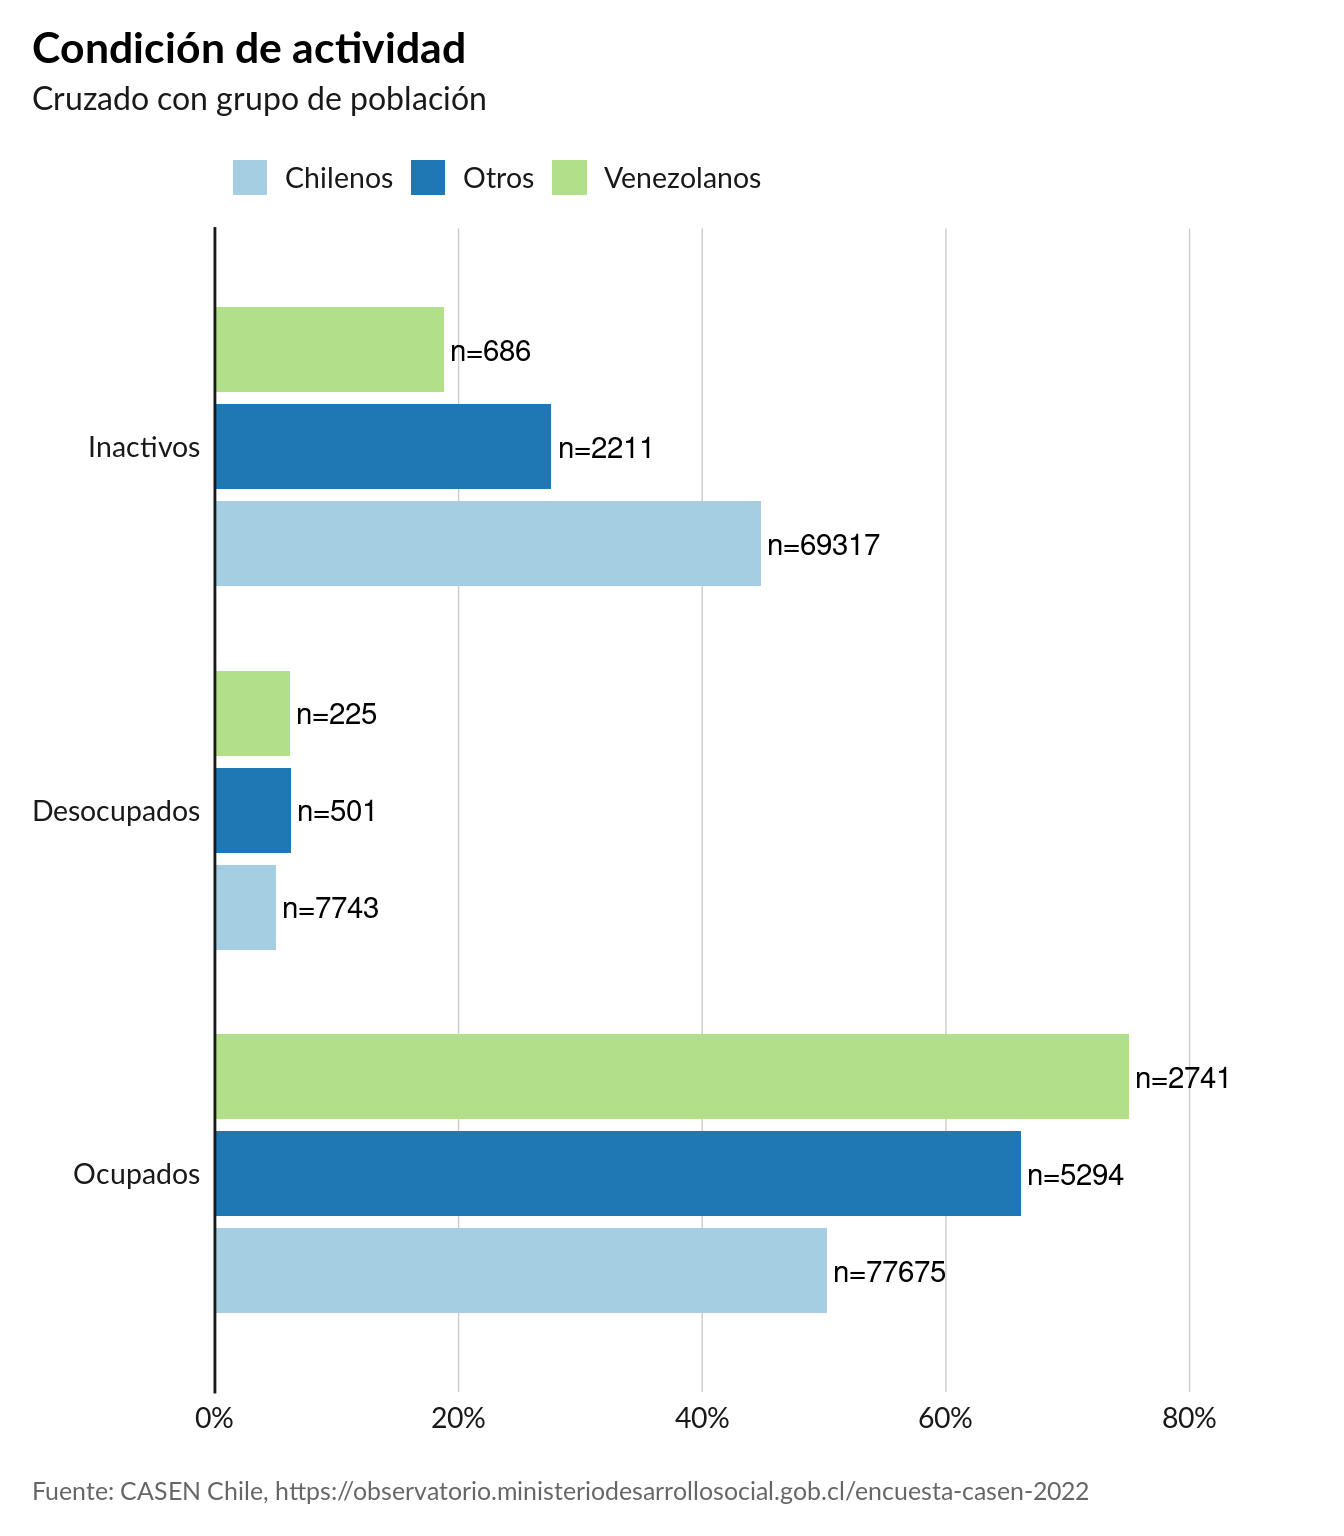 Condición de actividad
Cruzado con grupo de población
Chilenos Otros Venezolanos
n=686
Inactivos n=2211
n=69317
n=225
Desocupados n=501
n=7743
n=2741
Ocupados n=5294
n=77675
0% 20% 40% 60% 80%
Fuente: CASEN Chile, https://observatorio.ministeriodesarrollosocial.gob.cl/encuesta-casen-2022